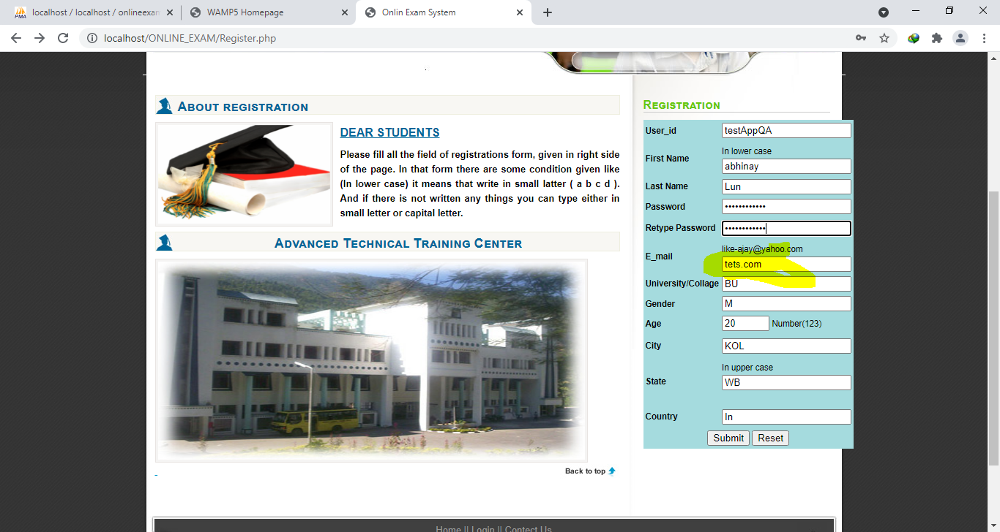 localhost / localhost / onlineexam
WAMP5 Homepage
Onlin Exam System
localhost/ONLINE_EXAM/Register.php
About registration
DEAR STUDENTS
Please fill all the field of registrations form, given in right side
of the page. In that form there are some condition given like
(In lower case) it means that write in small latter ( a b c d ).
And if there is not written any things you can type either in
small letter or capital letter.
Advanced Technical Training Center
Back to top
Registration
User_id testAppQA
In lower case
First Name abhinay
Last Name Lun
Password ••••••••••••
Retype Password ••••••••••••
like-ajay@yahoo.com
E_mail tets.com
University/Collage BU
Gender M
Age 20 Number(123)
City KOL
In upper case
State WB
Country In
Submit Reset
Home || Login || Contect Us